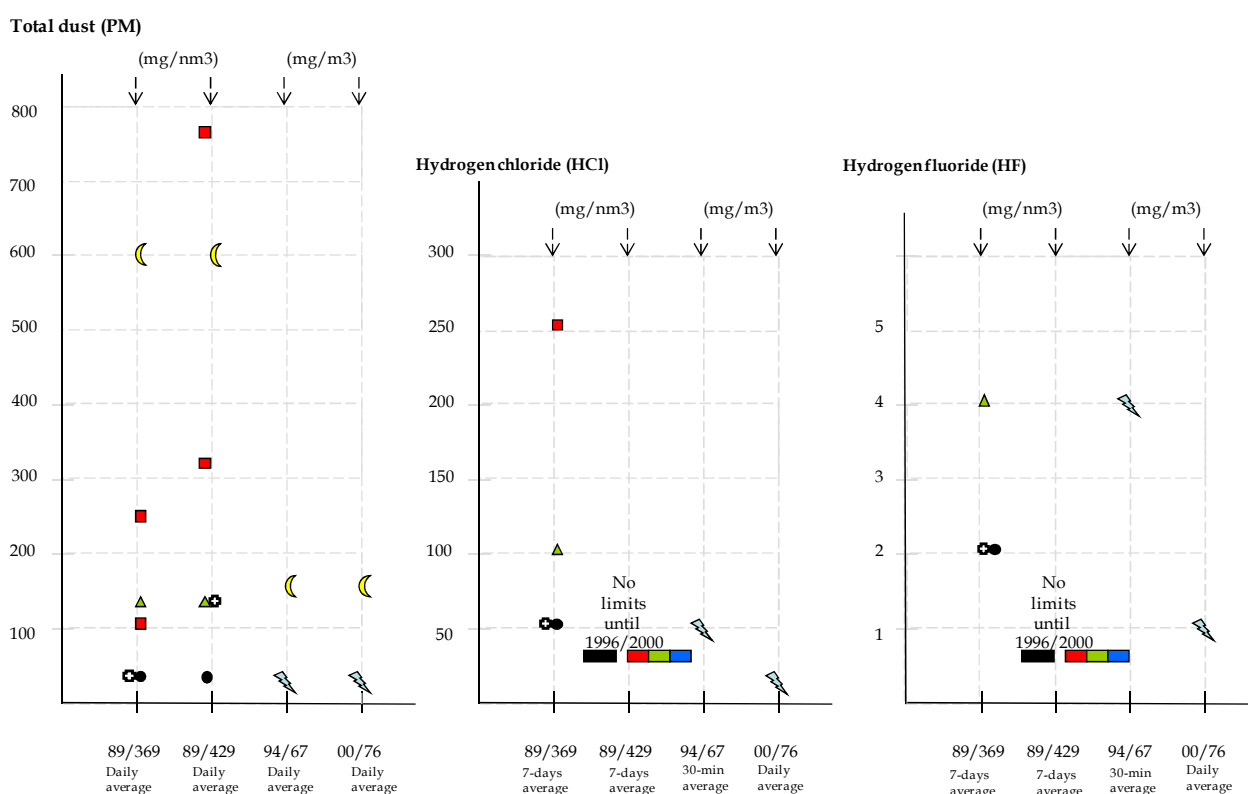 Total dust (PM)
(mg/nm3) (mg/m3)
800
700
600
500
400
300
200
100
89/369 89/429 94/67 00/76
Daily average Daily average Daily average Daily average
Hydrogen chloride (HCl)
(mg/nm3) (mg/m3)
300
250
200
150
100
50
No
limits
until
1996/2000
89/369 89/429 94/67 00/76
7-days average 7-days average 30-min average Daily average
Hydrogen fluoride (HF)
(mg/nm3) (mg/m3)
5
4
3
2
1
No
limits
until
1996/2000
89/369 89/429 94/67 00/76
7-days average 7-days average 30-min average Daily average